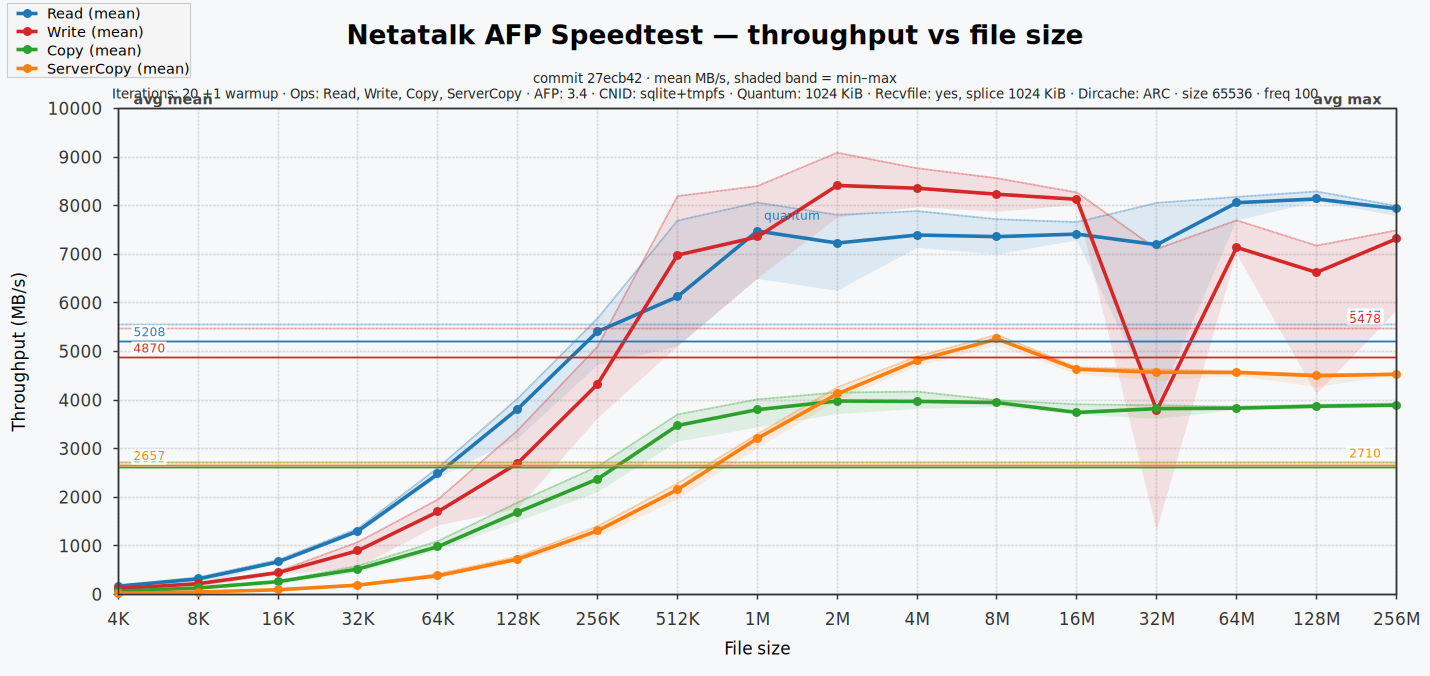 Read (mean)
Write (mean)
Copy (mean)
ServerCopy (mean)
Netatalk AFP Speedtest — throughput vs file size
commit 27ecb42 · mean MB/s, shaded band = min–max
Iterations: 20 +1 warmup · Ops: Read, Write, Copy, ServerCopy · AFP: 3.4 · CNID: sqlite+tmpfs · Quantum: 1024 KiB · Recvfile: yes, splice 1024 KiB · Dircache: ARC · size 65536 · freq 100
avg mean
avg max
10000
9000
8000
7000
6000
5000
4000
3000
2000
1000
0
Throughput (MB/s)
quantum
5208
4870
2657
5478
2710
4K 8K 16K 32K 64K 128K 256K 512K 1M 2M 4M 8M 16M 32M 64M 128M 256M
File size